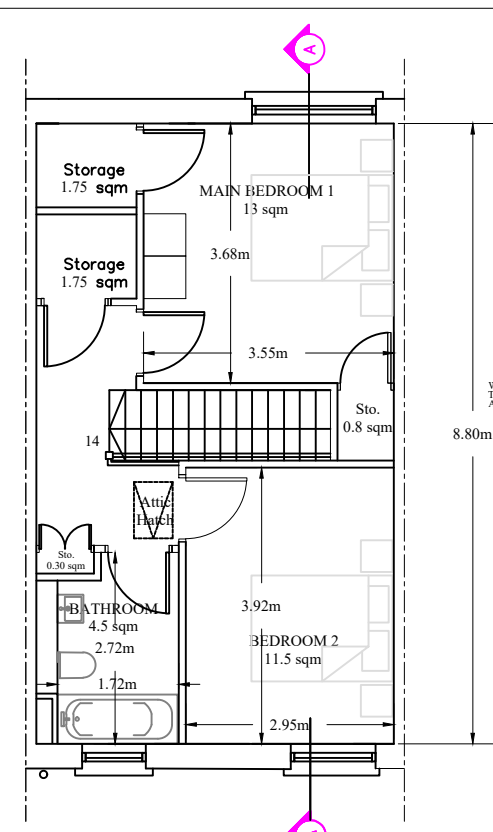 A
Storage
1.75 sqm
MAIN BEDROOM 1
13 sqm
Storage
1.75 sqm
3.68m
3.55m
Sto.
0.8 sqm
8.80m
W
T
A
14
Attic
Hatch
Sto.
0.30 sqm
BATHROOM
4.5 sqm
2.72m
1.72m
3.92m
BEDROOM 2
11.5 sqm
2.95m